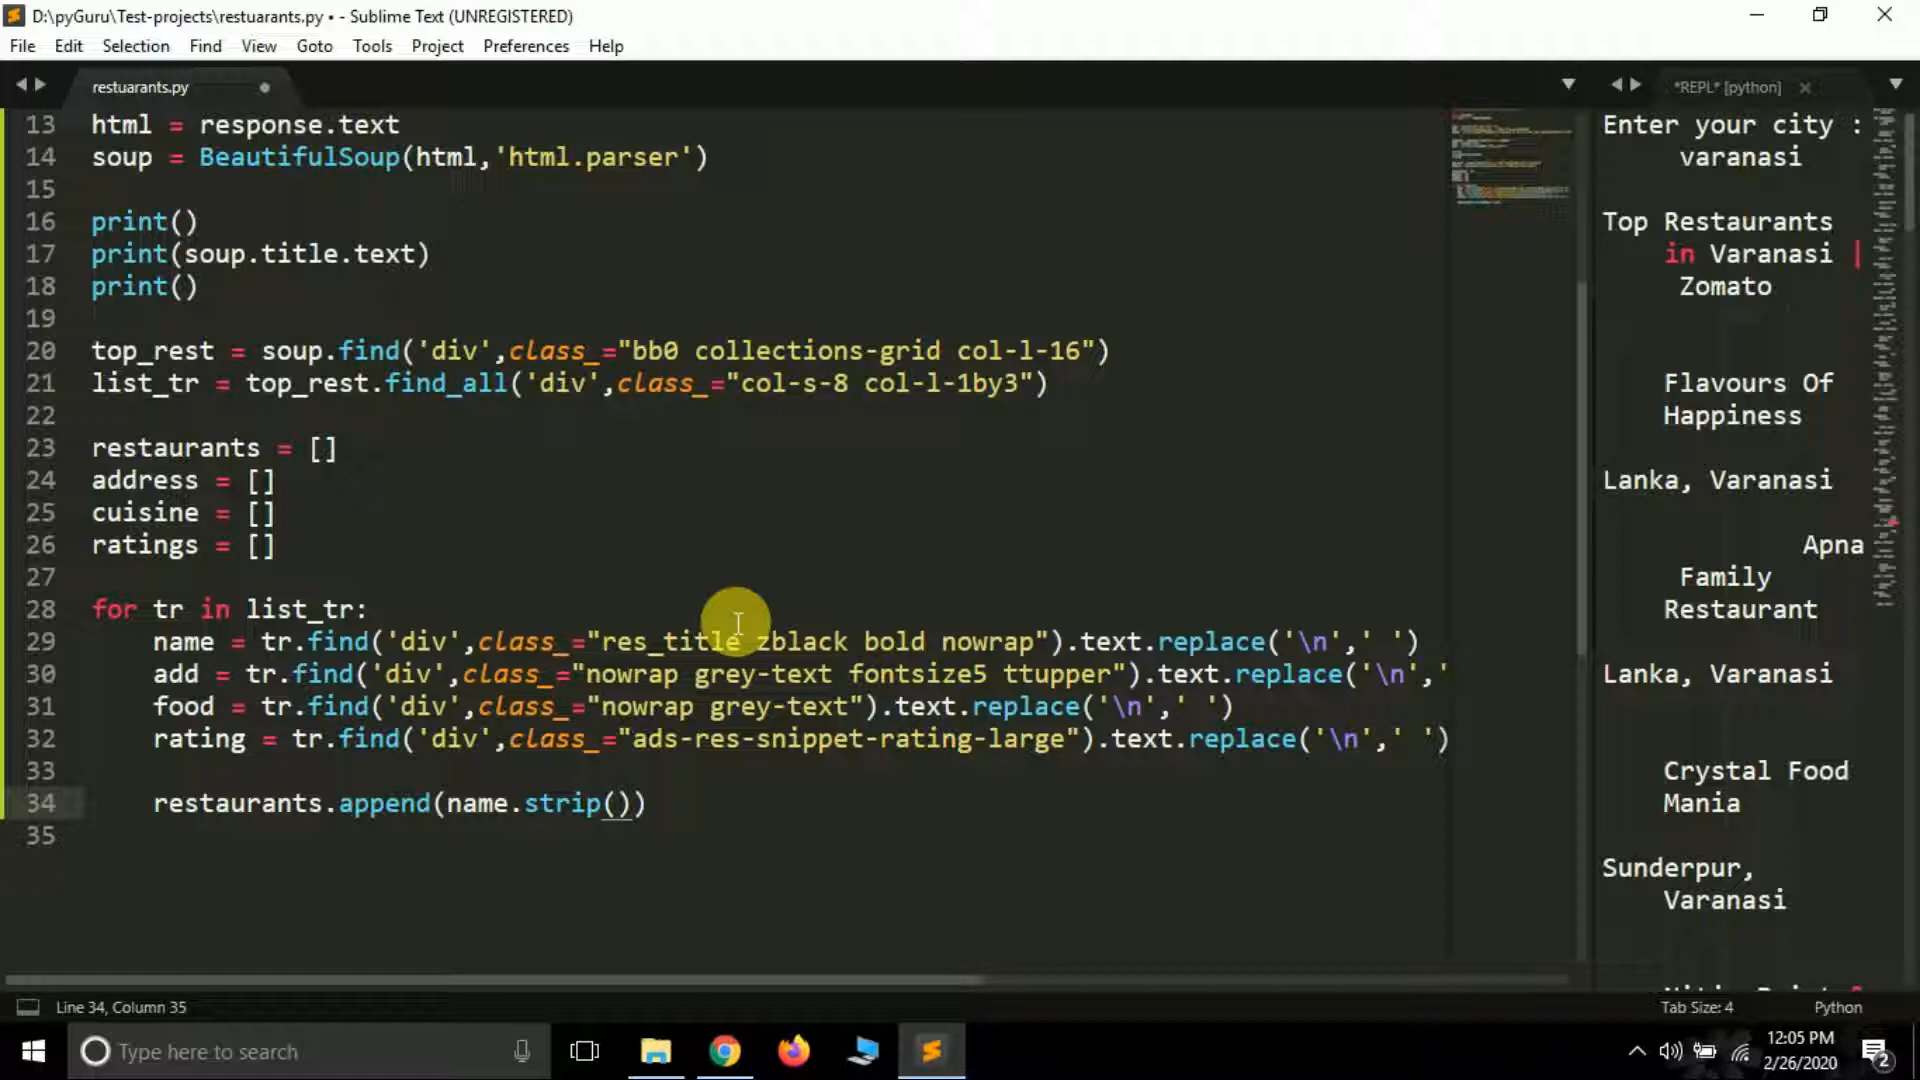 D:\pyGuru\Test-projects\restuarants.py • - Sublime Text (UNREGISTERED)
File Edit Selection Find View Goto Tools Project Preferences Help
restuarants.py
*REPL* [python]
13 html = response.text
14 soup = BeautifulSoup(html,'html.parser')
15
16 print()
17 print(soup.title.text)
18 print()
19
20 top_rest = soup.find('div',class_="bb0 collections-grid col-l-16")
21 list_tr = top_rest.find_all('div',class_="col-s-8 col-l-1by3")
22
23 restaurants = []
24 address = []
25 cuisine = []
26 ratings = []
27
28 for tr in list_tr:
29 name = tr.find('div',class_="res_title zblack bold nowrap").text.replace('\n',' ')
30 add = tr.find('div',class_="nowrap grey-text fontsize5 ttupper").text.replace('\n','
31 food = tr.find('div',class_="nowrap grey-text").text.replace('\n',' ')
32 rating = tr.find('div',class_="ads-res-snippet-rating-large").text.replace('\n',' ')
33
34 restaurants.append(name.strip())
35
Enter your city :
varanasi
Top Restaurants
in Varanasi |
Zomato
Flavours Of
Happiness
Lanka, Varanasi
Apna
Family
Restaurant
Lanka, Varanasi
Crystal Food
Mania
Sunderpur,
Varanasi
Line 34, Column 35
Tab Size: 4
Python
Type here to search
12:05 PM
2/26/2020
2